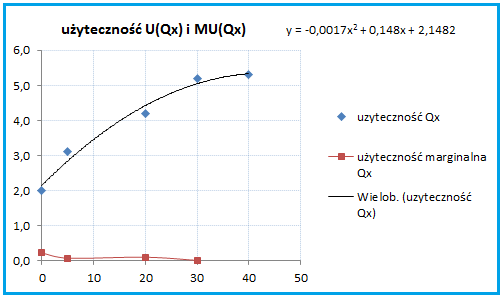 użyteczność U(Qx) i MU(Qx)
y = -0,0017x² + 0,148x + 2,1482
6,0
5,0
4,0
3,0
2,0
1,0
0,0
0
10
20
30
40
50
uzyteczność Qx
użyteczność marginalna
Qx
Wielob. (uzyteczność
Qx)